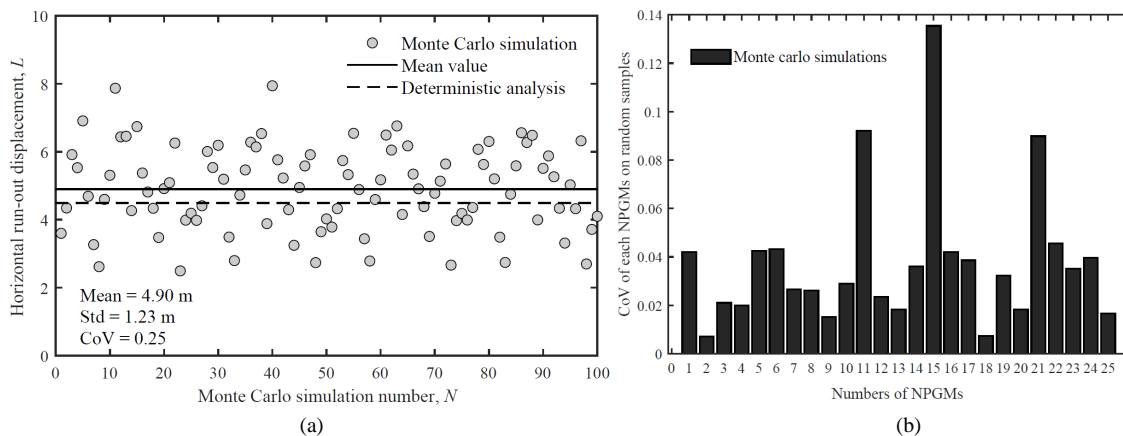 (a)
10
8
6
4
2
0
Horizontal run-out displacement, L
Monte Carlo simulation
Mean value
Deterministic analysis
Mean = 4.90 m
Std = 1.23 m
CoV = 0.25
0 10 20 30 40 50 60 70 80 90 100
Monte Carlo simulation number, N
(a)
(b)
0.14
0.12
0.1
0.08
0.06
0.04
0.02
0
CoV of each NPGMs on random samples
Monte carlo simulations
0 1 2 3 4 5 6 7 8 9 10 11 12 13 14 15 16 17 18 19 20 21 22 23 24 25
Numbers of NPGMs
(b)